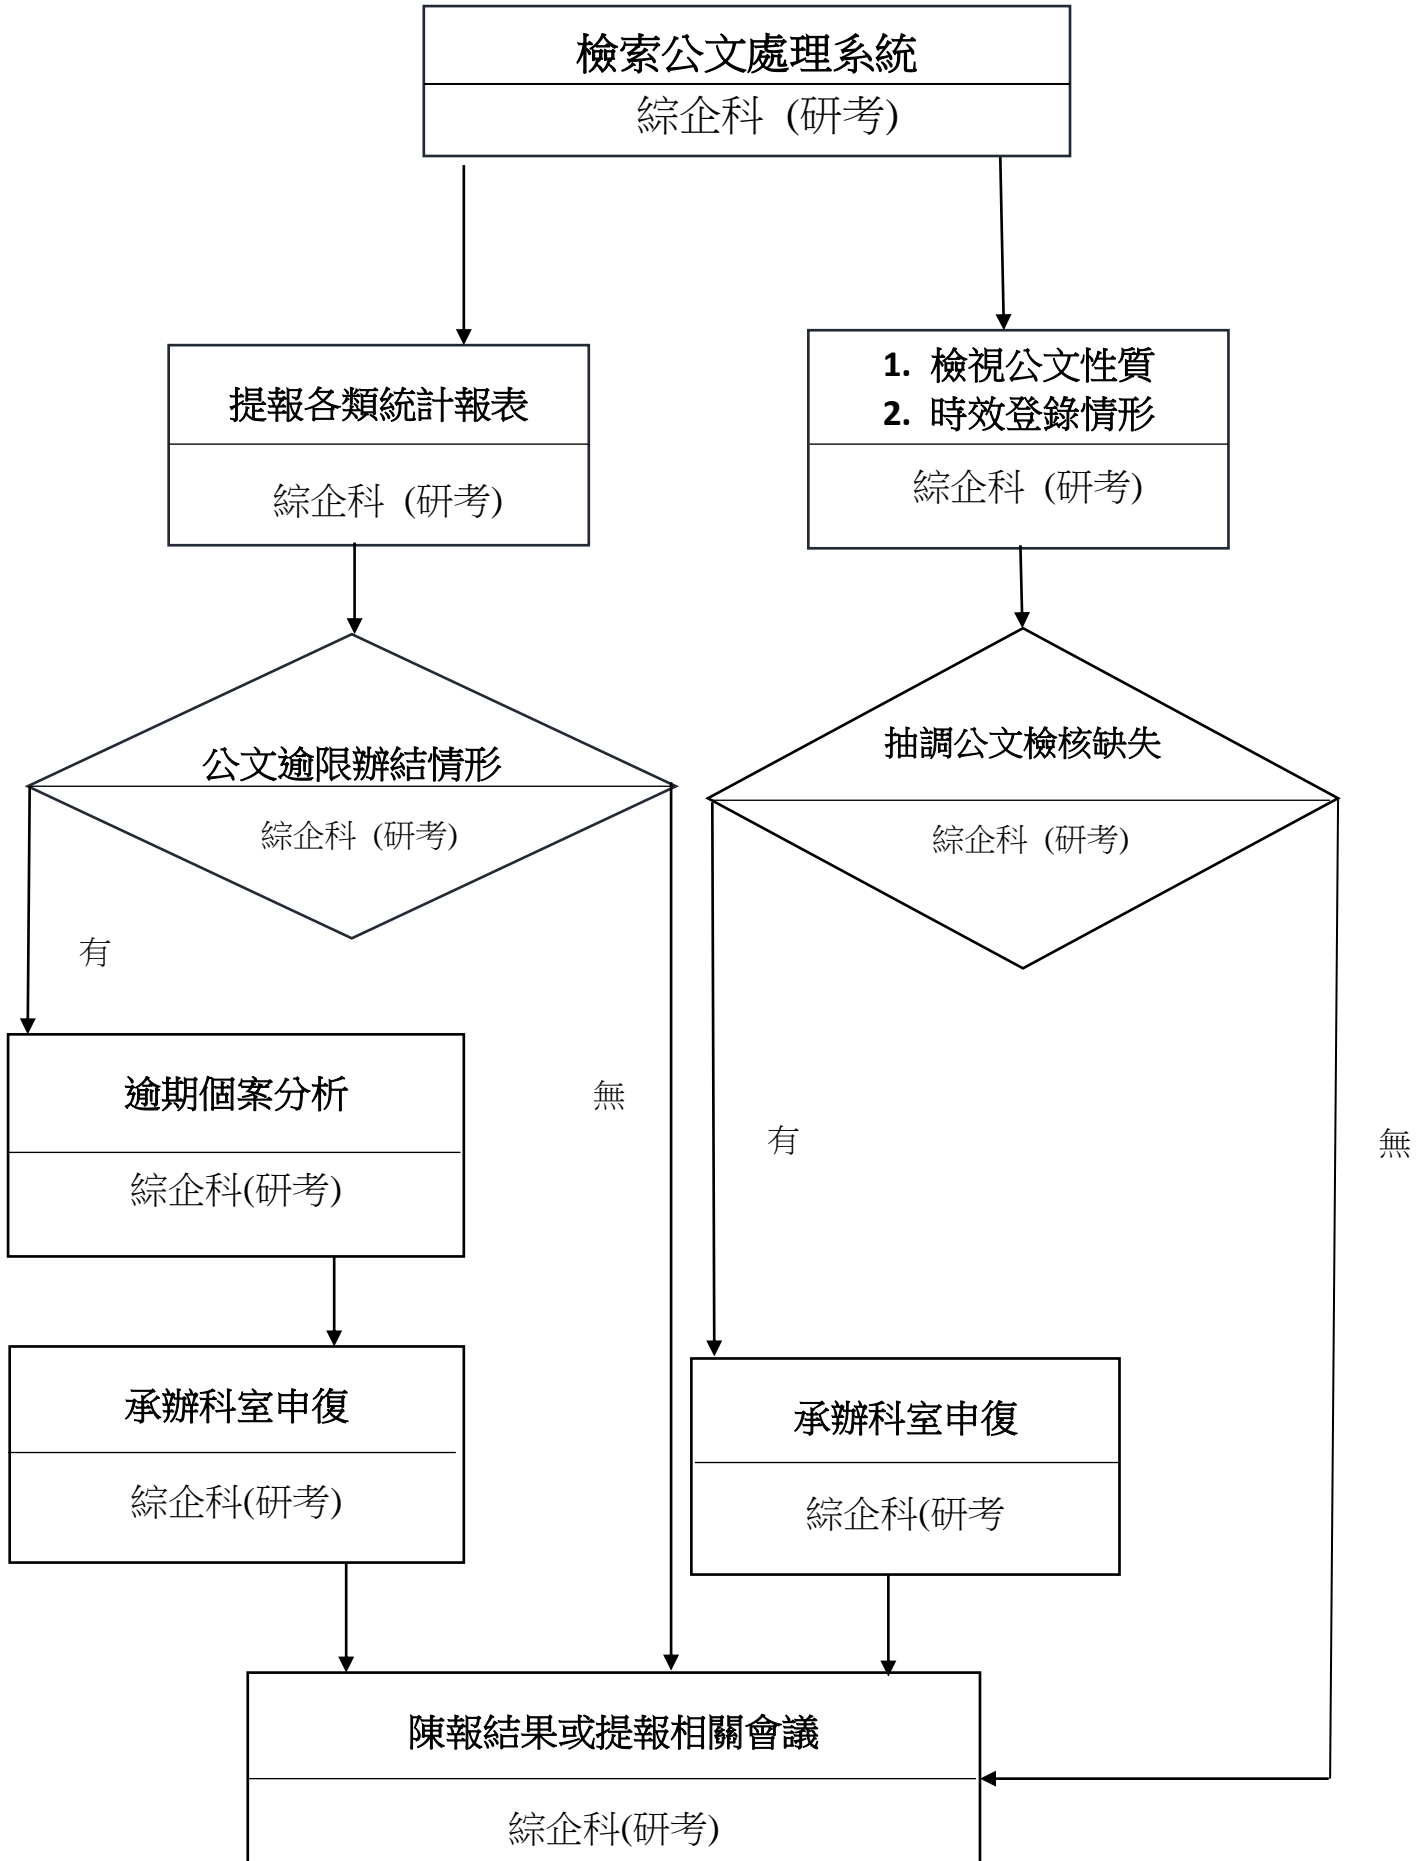 檢索公文處理系統
綜企科 (研考)
提報各類統計報表
綜企科 (研考)
1. 檢視公文性質
2. 時效登錄情形
綜企科 (研考)
公文逾限辦結情形
綜企科 (研考)
抽調公文檢核缺失
綜企科 (研考)
有
逾期個案分析
綜企科(研考)
無
有
無
承辦科室申復
綜企科(研考)
承辦科室申復
綜企科(研考
陳報結果或提報相關會議
綜企科(研考)